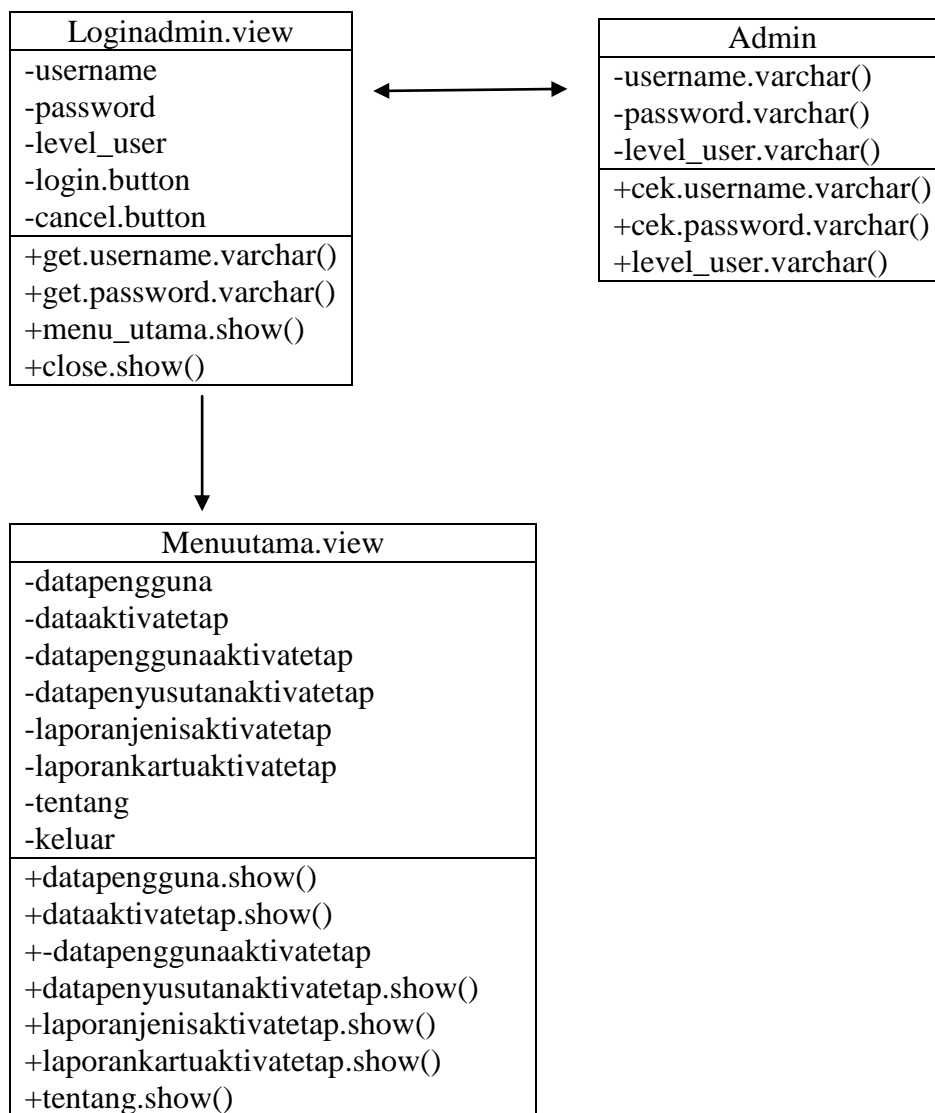 Loginadmin.view
-username
-password
-level_user
-login.button
-cancel.button
+get.username.varchar()
+get.password.varchar()
+menu_utama.show()
+close.show()
Admin
-username.varchar()
-password.varchar()
-level_user.varchar()
+cek.username.varchar()
+cek.password.varchar()
+level_user.varchar()
Menuutama.view
-datapengguna
-dataaktivatetap
-datapenggunaaktivatetap
-datapenyusutanaktivatetap
-laporanjenisaktivatetap
-laporankartuaktivatetap
-tentang
-keluar
+datapengguna.show()
+dataaktivatetap.show()
+-datapenggunaaktivatetap
+datapenyusutanaktivatetap.show()
+laporanjenisaktivatetap.show()
+laporankartuaktivatetap.show()
+tentang.show()